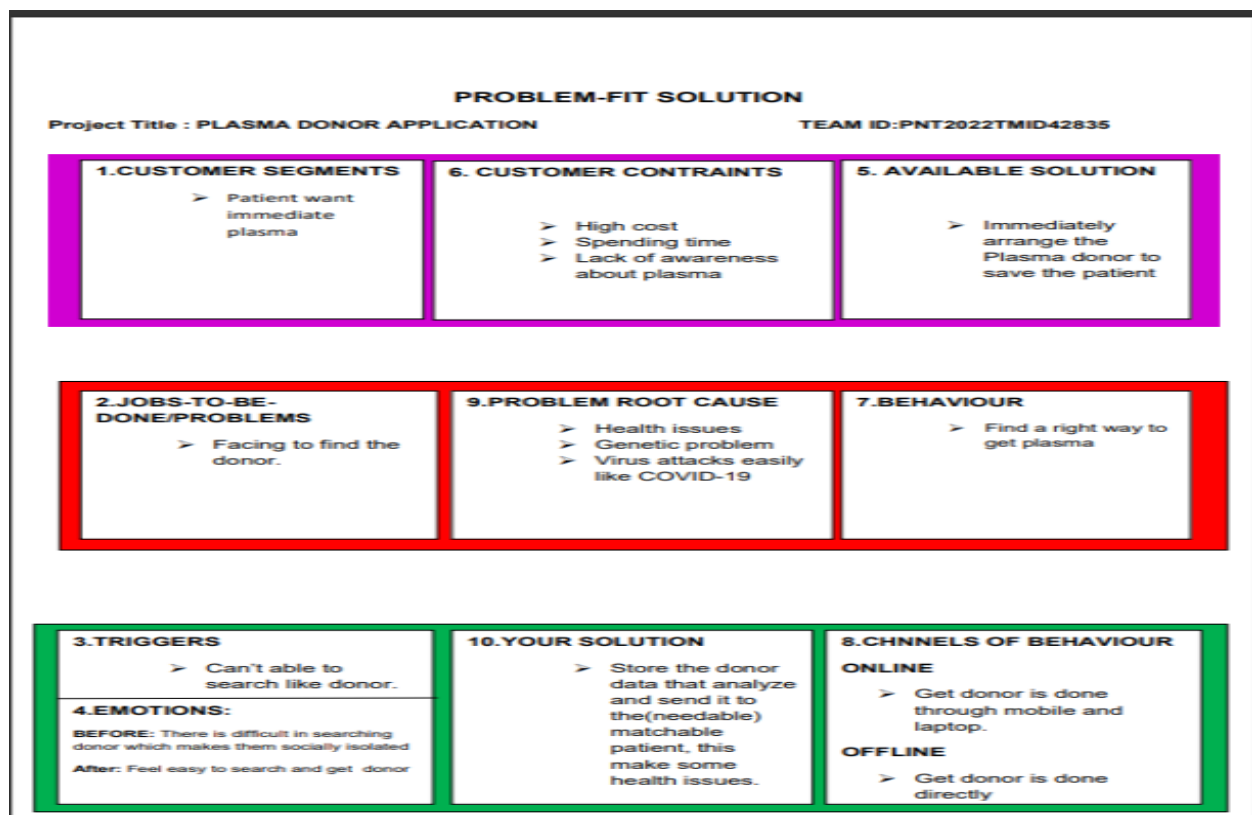 PROBLEM-FIT SOLUTION
Project Title : PLASMA DONOR APPLICATION
TEAM ID:PNT2022TMID42835
1.CUSTOMER SEGMENTS
➢ Patient want
immediate
plasma
6. CUSTOMER CONTRAINTS
➢ High cost
➢ Spending time
➢ Lack of awareness
about plasma
5. AVAILABLE SOLUTION
➢ Immediately
arrange the
Plasma donor to
save the patient
2.JOBS-TO-BE-
DONE/PROBLEMS
➢ Facing to find the
donor.
9.PROBLEM ROOT CAUSE
➢ Health issues
➢ Genetic problem
➢ Virus attacks easily
like COVID-19
7.BEHAVIOUR
➢ Find a right way to
get plasma
3.TRIGGERS
➢ Can't able to
search like donor.
4.EMOTIONS:
BEFORE: There is difficult in searching
donor which makes them socially isolated
After: Feel easy to search and get donor
10.YOUR SOLUTION
➢ Store the donor
data that analyze
and send it to
the(needable)
matchable
patient, this
make some
health issues.
8.CHNNELS OF BEHAVIOUR
ONLINE
➢ Get donor is done
through mobile and
laptop.
OFFLINE
➢ Get donor is done
directly